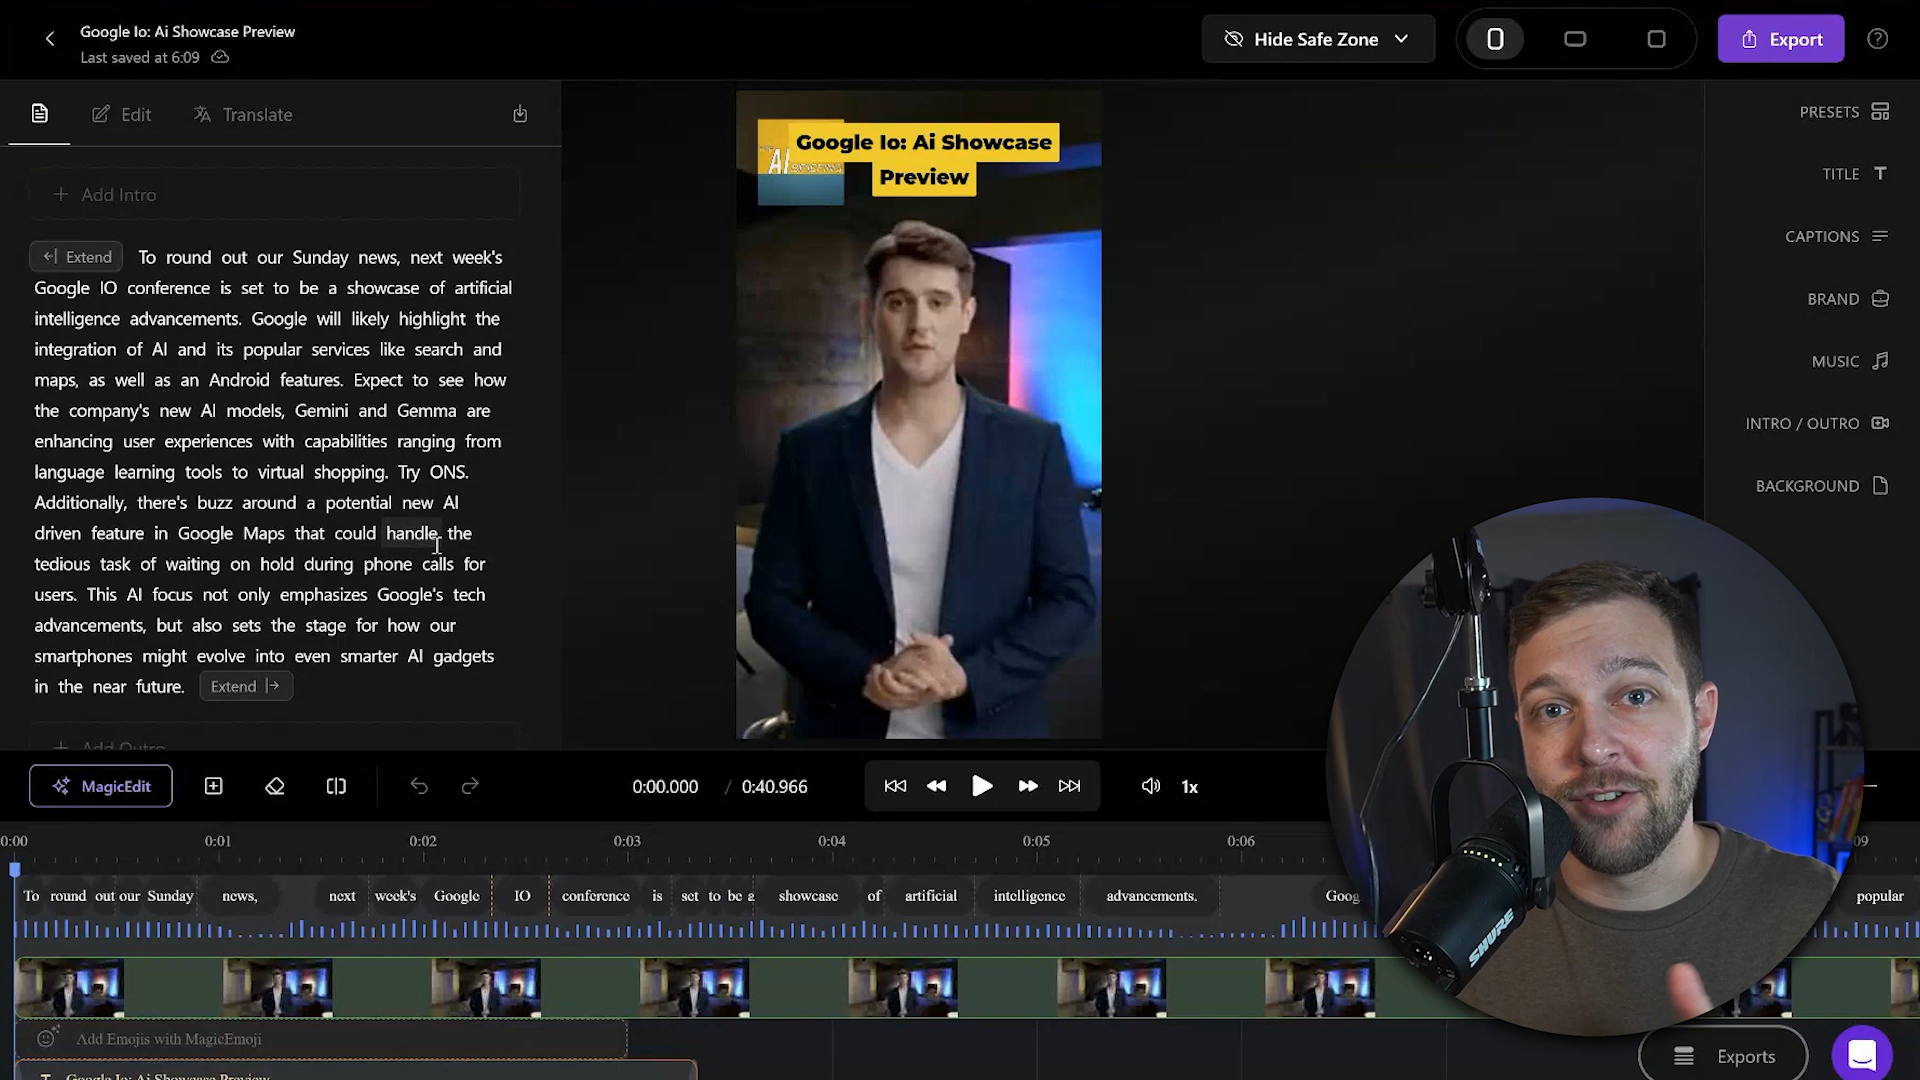 Google Io: Ai Showcase Preview
Last saved at 6:09
Hide Safe Zone
Export
Edit
Translate
Add Intro
Extend To round out our Sunday news, next week's
Google IO conference is set to be a showcase of artificial
intelligence advancements. Google will likely highlight the
integration of AI and its popular services like search and
maps, as well as an Android features. Expect to see how
the company's new AI models, Gemini and Gemma are
enhancing user experiences with capabilities ranging from
language learning tools to virtual shopping. Try ONS.
Additionally, there's buzz around a potential new AI
driven feature in Google Maps that could handle the
tedious task of waiting on hold during phone calls for
users. This AI focus not only emphasizes Google's tech
advancements, but also sets the stage for how our
smartphones might evolve into even smarter AI gadgets
in the near future. Extend
Add Outro
Google Io: Ai Showcase
Preview
AI
PRESETS
TITLE
CAPTIONS
BRAND
MUSIC
INTRO / OUTRO
BACKGROUND
MagicEdit
0:00.000 / 0:40.966
1x
0:00 0:01 0:02 0:03 0:04 0:05 0:06 09
To round out our Sunday news, next week's Google IO conference is set to be a showcase of artificial intelligence advancements. Goog popular
Add Emojis with MagicEmoji
T Google Io: Ai Showcase Preview
SHURE
Exports